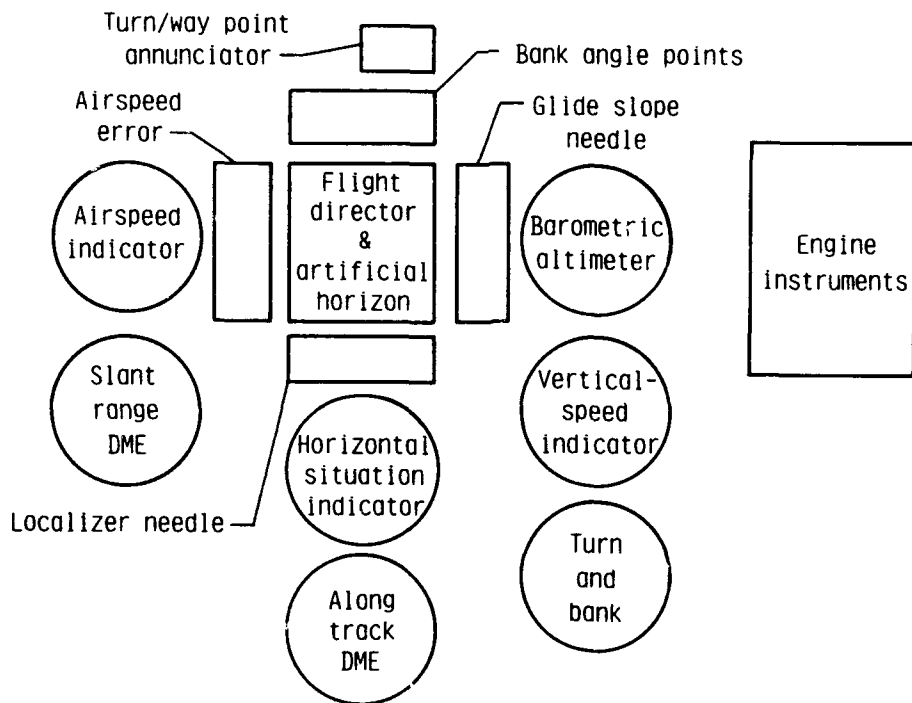 Turn/way point
annunciator
Bank angle points
Airspeed
error
Glide slope
needle
Airspeed
indicator
Flight
director
&
artificial
horizon
Barometric
altimeter
Engine
instruments
Slant
range
DME
Vertical-
speed
indicator
Horizontal
situation
indicator
Localizer needle
Turn
and
bank
Along
track
DME